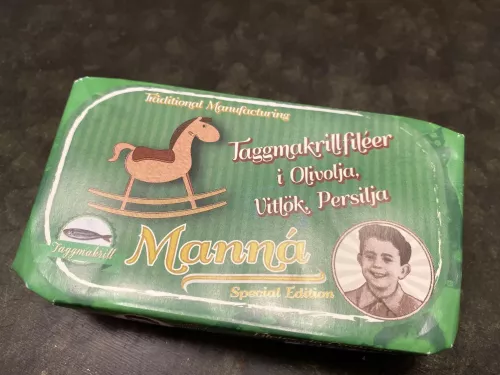 Traditional Manufacturing
Taggmakrillfiléer
i Olivolja,
Vitlök, Persilja
Taggmakrill
Manná
Special Edition